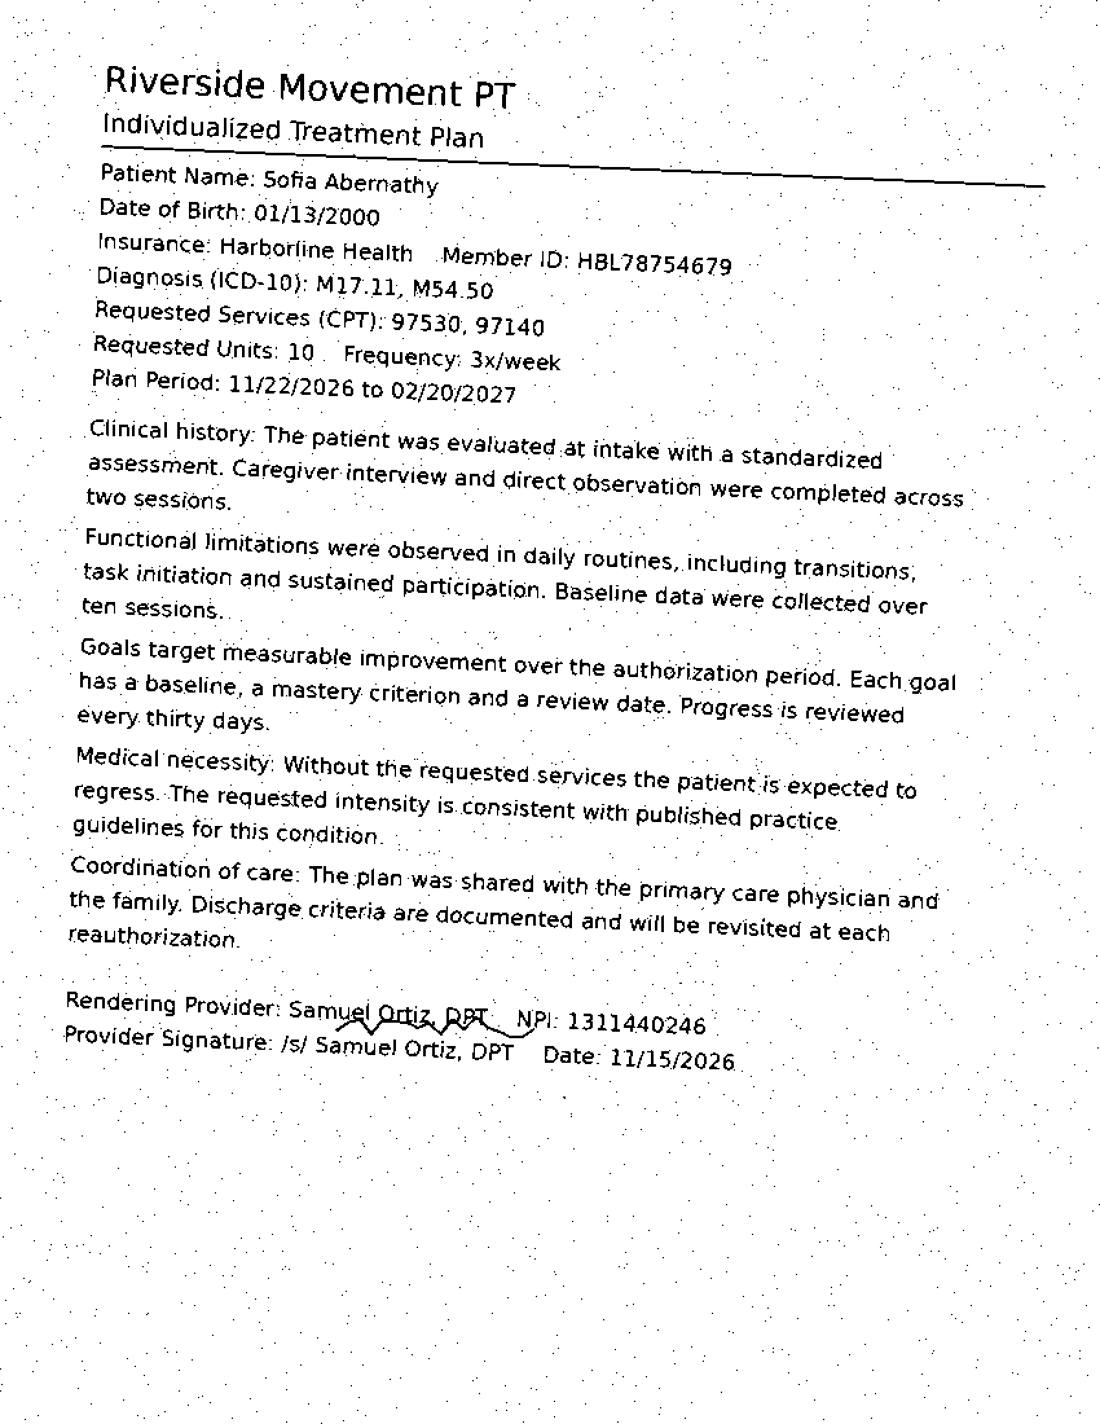 Riverside Movement PT
Individualized Treatment Plan
Patient Name: Sofia Abernathy
Date of Birth: 01/13/2000
Insurance: Harborline Health Member ID: HBL78754679
Diagnosis (ICD-10): M17.11, M54.50
Requested Services (CPT): 97530, 97140
Requested Units: 10 Frequency: 3x/week
Plan Period: 11/22/2026 to 02/20/2027
Clinical history: The patient was evaluated at intake with a standardized
assessment. Caregiver interview and direct observation were completed across
two sessions.
Functional limitations were observed in daily routines, including transitions,
task initiation and sustained participation. Baseline data were collected over
ten sessions.
Goals target measurable improvement over the authorization period. Each goal
has a baseline, a mastery criterion and a review date. Progress is reviewed
every thirty days.
Medical necessity: Without the requested services the patient is expected to
regress. The requested intensity is consistent with published practice
guidelines for this condition.
Coordination of care: The plan was shared with the primary care physician and
the family. Discharge criteria are documented and will be revisited at each
reauthorization.
Rendering Provider: Samuel Ortiz, DPT NPI: 1311440246
Provider Signature: /s/ Samuel Ortiz, DPT Date: 11/15/2026